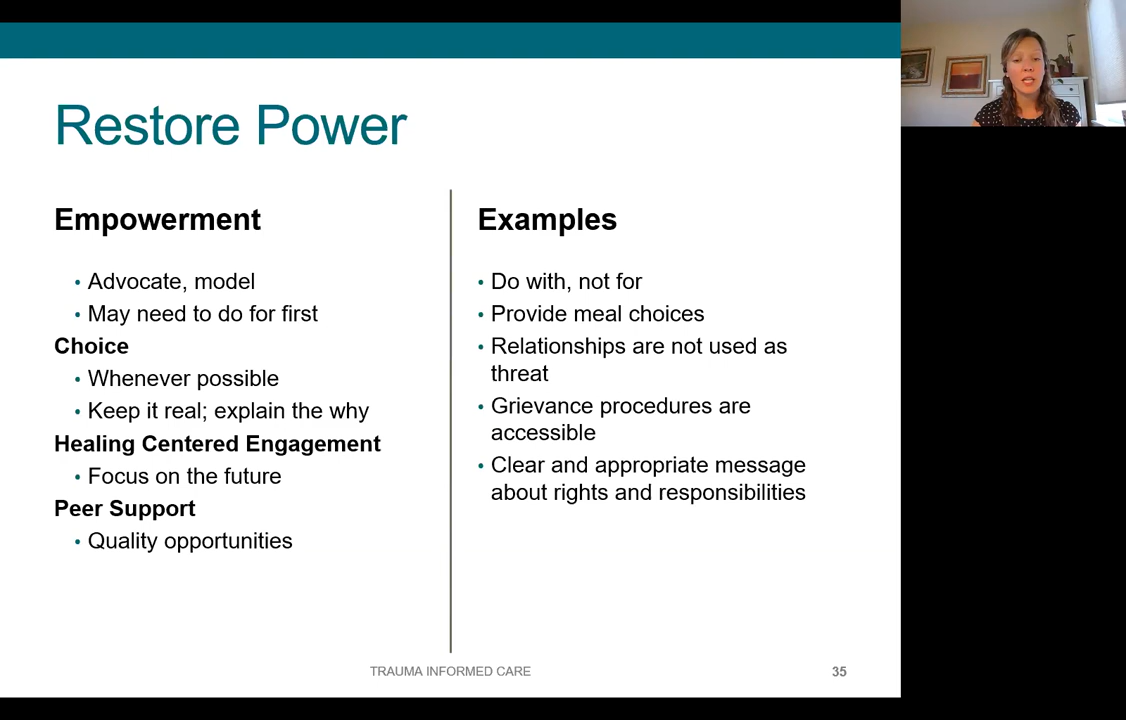 Restore Power
Empowerment
• Advocate, model
• May need to do for first
Choice
• Whenever possible
• Keep it real; explain the why
Healing Centered Engagement
• Focus on the future
Peer Support
• Quality opportunities
Examples
• Do with, not for
• Provide meal choices
• Relationships are not used as
threat
• Grievance procedures are
accessible
• Clear and appropriate message
about rights and responsibilities
TRAUMA INFORMED CARE
35